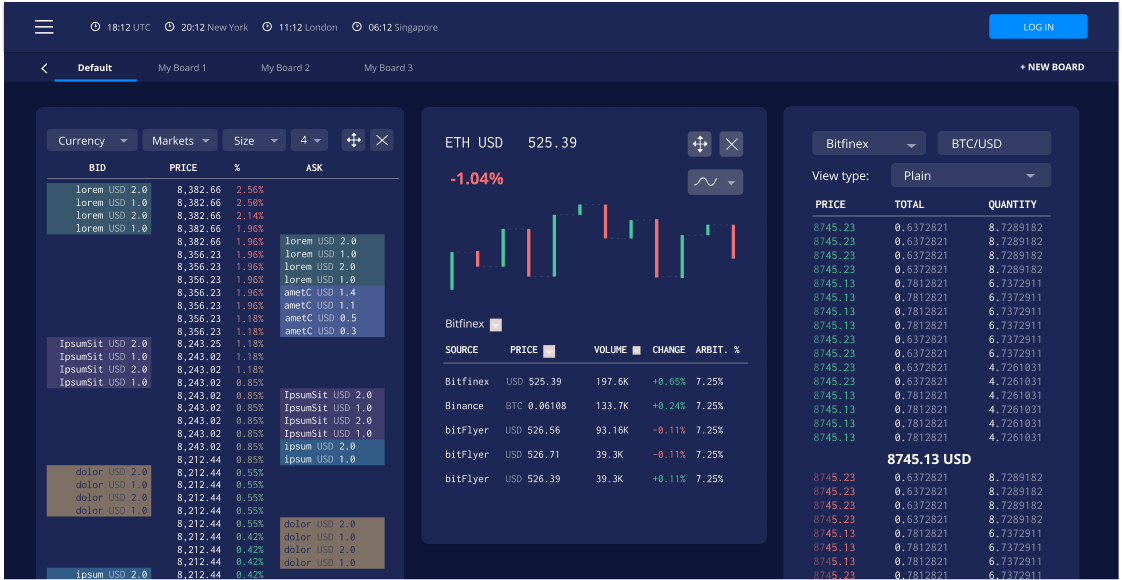 18:12 UTC 20:12 New York 11:12 London 06:12 Singapore LOG IN
Default My Board 1 My Board 2 My Board 3 + NEW BOARD
Currency Markets Size 4
BID PRICE % ASK
lorem USD 2.0 8,382.66 2.56%
lorem USD 1.0 8,382.66 2.50%
lorem USD 2.0 8,382.66 2.14%
lorem USD 1.0 8,382.66 1.96%
8,382.66 1.96% lorem USD 2.0
8,356.23 1.96% lorem USD 1.0
8,356.23 1.96% lorem USD 2.0
8,356.23 1.96% lorem USD 1.0
8,356.23 1.96% ametC USD 1.4
8,356.23 1.96% ametC USD 1.1
8,356.23 1.18% ametC USD 0.5
8,356.23 1.18% ametC USD 0.3
IpsumSit USD 2.0 8,243.25 1.18%
IpsumSit USD 1.0 8,243.02 1.18%
IpsumSit USD 2.0 8,243.02 1.18%
IpsumSit USD 1.0 8,243.02 0.85%
8,243.02 0.85% IpsumSit USD 2.0
8,243.02 0.85% IpsumSit USD 1.0
8,243.02 0.85% IpsumSit USD 2.0
8,243.02 0.85% IpsumSit USD 1.0
8,243.02 0.85% ipsum USD 2.0
8,212.44 0.55% ipsum USD 1.0
dolor USD 2.0 8,212.44 0.55%
dolor USD 1.0 8,212.44 0.55%
dolor USD 2.0 8,212.44 0.55%
dolor USD 1.0 8,212.44 0.55%
8,212.44 0.55% dolor USD 2.0
8,212.44 0.42% dolor USD 1.0
8,212.44 0.42% dolor USD 2.0
8,212.44 0.42% dolor USD 1.0
ipsum USD 2.0 8,212.44 0.42%
ETH USD 525.39
-1.04%
Bitfinex
SOURCE PRICE VOLUME CHANGE ARBIT. %
Bitfinex USD 525.39 197.6K +0.65% 7.25%
Binance BTC 0.06108 133.7K +0.24% 7.25%
bitFlyer USD 526.56 93.16K -0.11% 7.25%
bitFlyer USD 526.71 39.3K -0.11% 7.25%
bitFlyer USD 526.39 39.3K +0.11% 7.25%
Bitfinex BTC/USD
View type: Plain
PRICE TOTAL QUANTITY
8745.23 0.6372821 8.7289182
8745.23 0.6372821 8.7289182
8745.23 0.6372821 8.7289182
8745.23 0.6372821 8.7289182
8745.13 0.7812821 6.7372911
8745.13 0.7812821 6.7372911
8745.13 0.7812821 6.7372911
8745.13 0.7812821 6.7372911
8745.23 0.6372821 6.7372911
8745.23 0.6372821 6.7372911
8745.23 0.6372821 4.7261031
8745.23 0.6372821 4.7261031
8745.13 0.7812821 4.7261031
8745.13 0.7812821 4.7261031
8745.13 0.7812821 4.7261031
8745.13 0.7812821 4.7261031
8745.13 USD
8745.23 0.6372821 8.7289182
8745.23 0.6372821 8.7289182
8745.23 0.6372821 8.7289182
8745.23 0.6372821 8.7289182
8745.13 0.7812821 6.7372911
8745.13 0.7812821 6.7372911
8745.13 0.7812821 6.7372911
8745.23 0.7812821 6.7372911